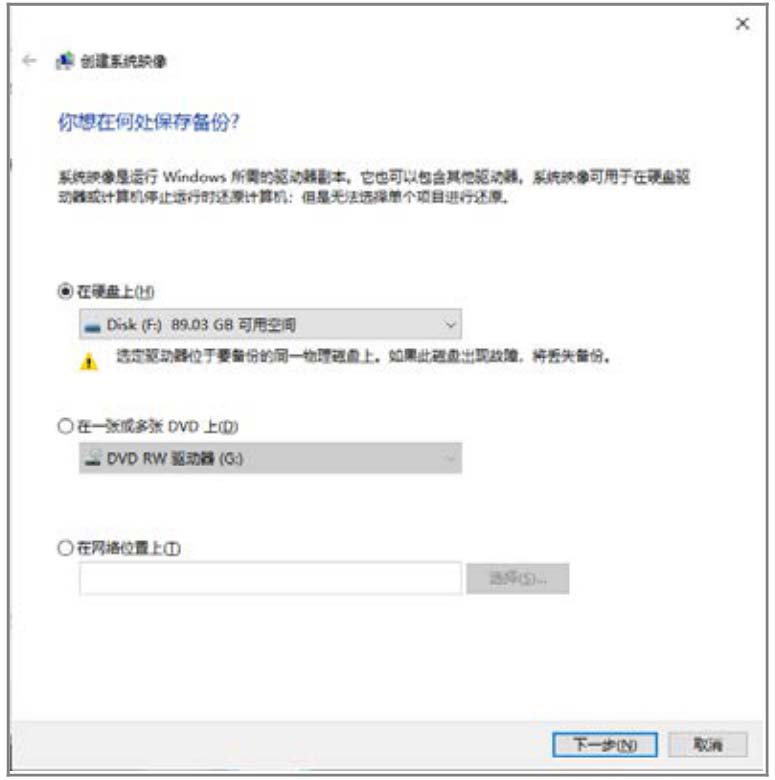 创建系统映像
你想在何处保存备份?
系统映像是运行 Windows 所需的驱动器副本。它也可以包含其他驱动器。系统映像可用于在硬盘驱
动器或计算机停止运行时还原计算机;但是无法选择单个项目进行还原。
在硬盘上(H)
Disk (F:) 89.03 GB 可用空间
选定驱动器位于要备份的同一物理磁盘上。如果此磁盘出现故障，将丢失备份。
在一张或多张 DVD 上(D)
DVD RW 驱动器 (G:)
在网络位置上(T)
选择(S)...
下一步(N) 取消